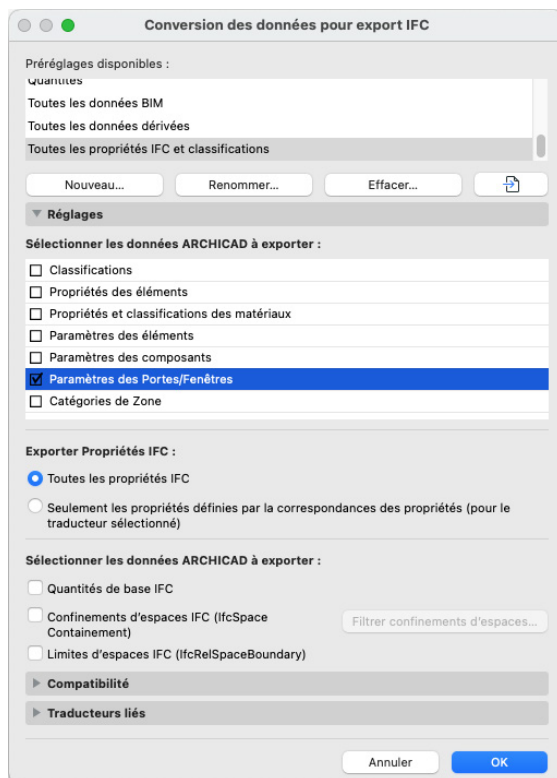 Conversion des données pour export IFC
Préréglages disponibles :
Quantités
Toutes les données BIM
Toutes les données dérivées
Toutes les propriétés IFC et classifications
Nouveau...
Renommer...
Effacer...
Réglages
Sélectionner les données ARCHICAD à exporter :
Classifications
Propriétés des éléments
Propriétés et classifications des matériaux
Paramètres des éléments
Paramètres des composants
Paramètres des Portes/Fenêtres
Catégories de Zone
Exporter Propriétés IFC :
Toutes les propriétés IFC
Seulement les propriétés définies par la correspondances des propriétés (pour le
traducteur sélectionné)
Sélectionner les données ARCHICAD à exporter :
Quantités de base IFC
Confinements d'espaces IFC (IfcSpace
Containement)
Filtrer confinements d'espaces...
Limites d'espaces IFC (IfcRelSpaceBoundary)
Compatibilité
Traducteurs liés
Annuler
OK